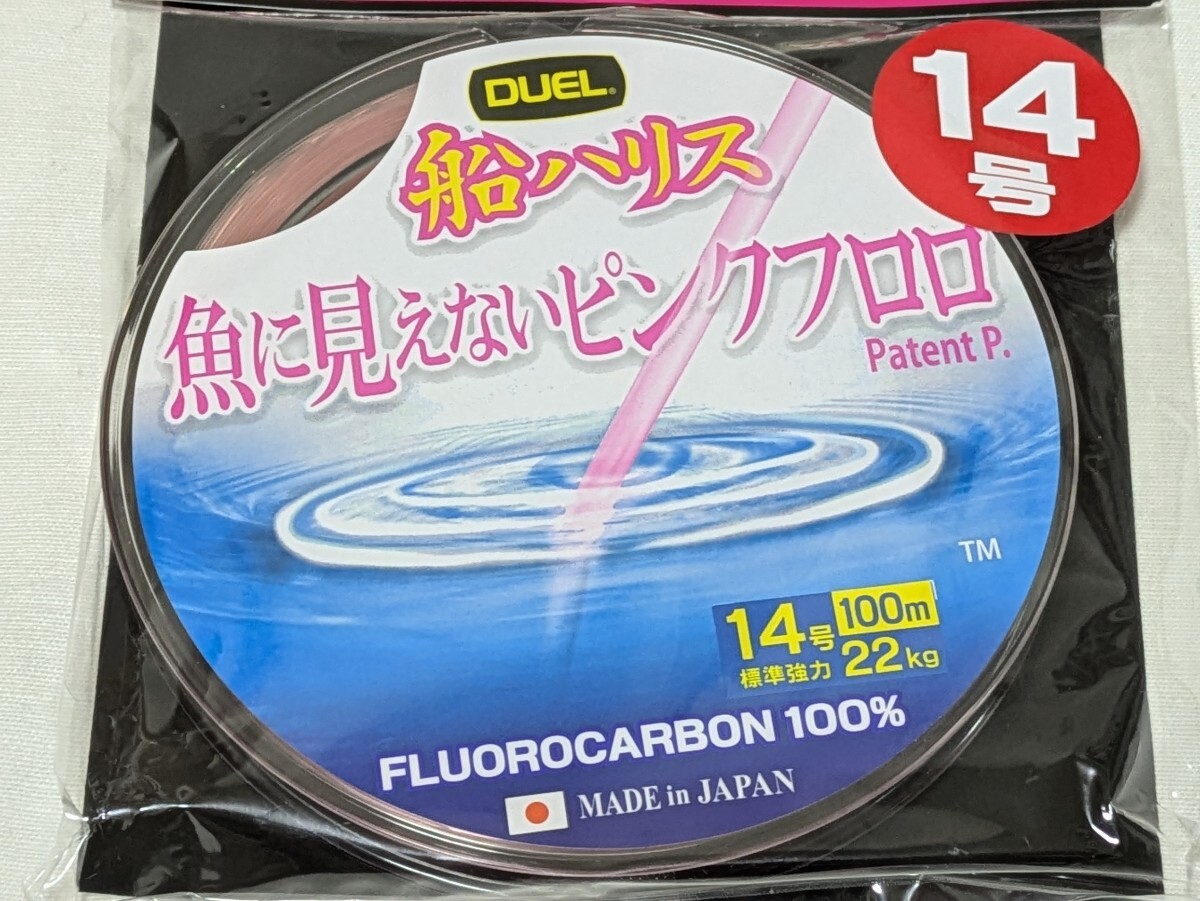 DUEL®
14
号
船ハリス
魚に見えないピンクフロロ
Patent P.
TM
14号 100m
標準強力 22kg
FLUOROCARBON 100%
MADE in JAPAN